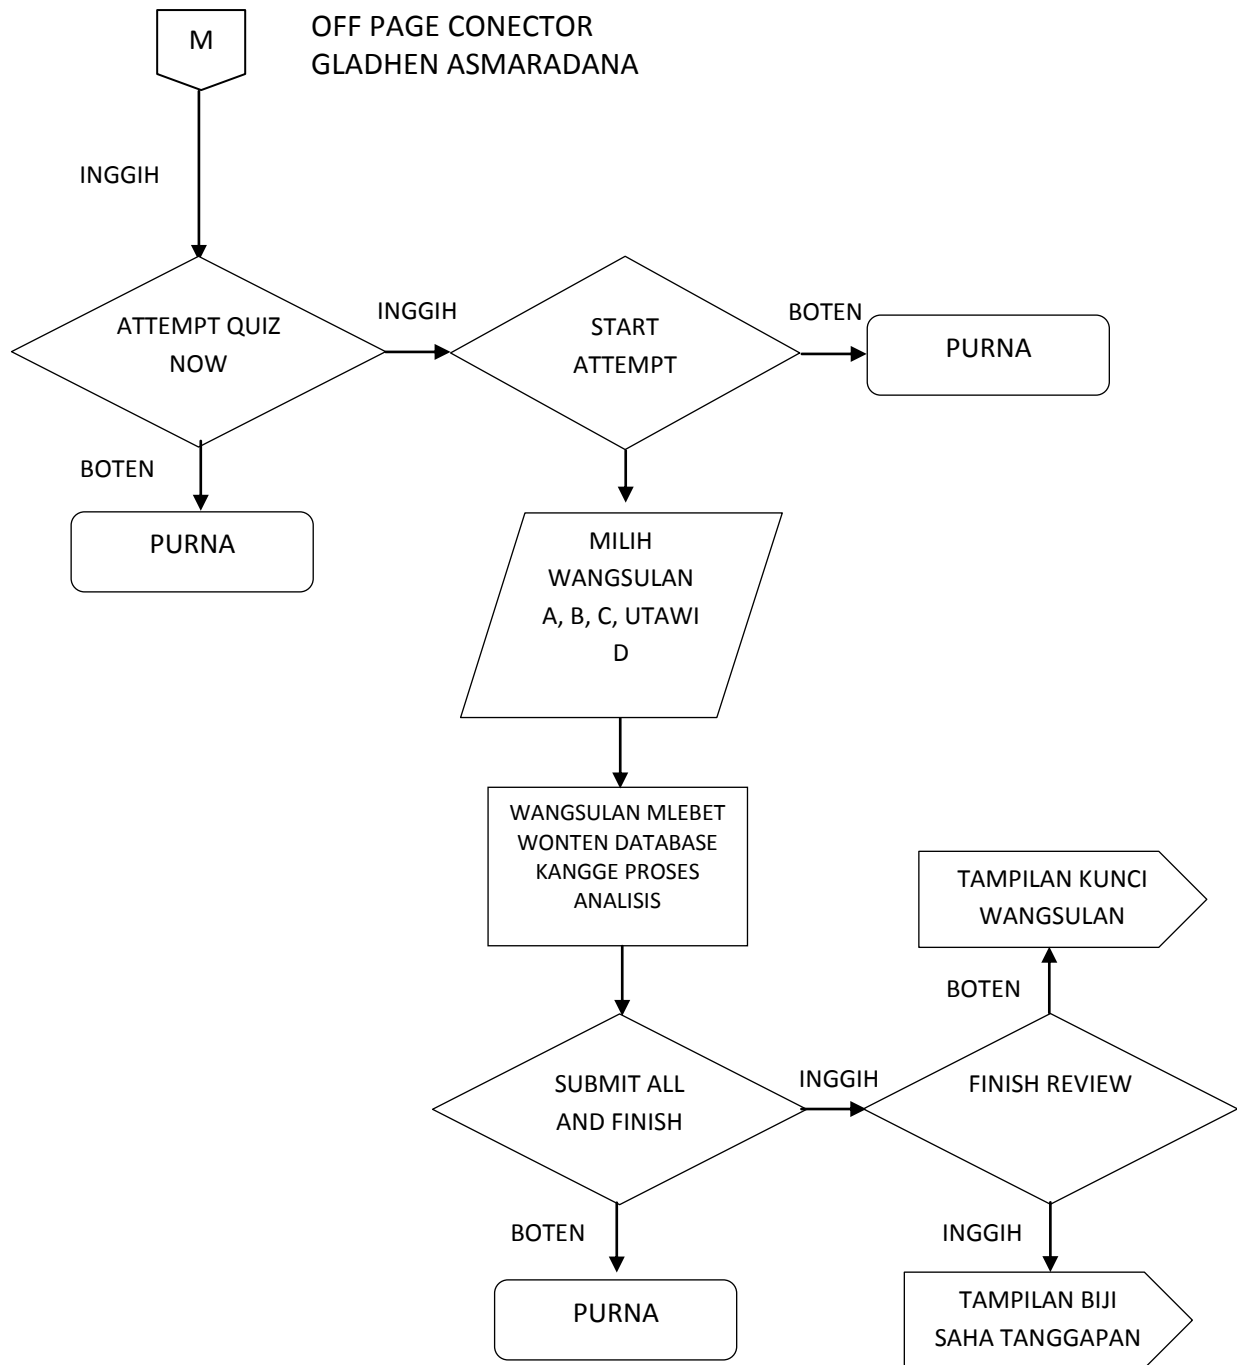 M
OFF PAGE CONECTOR
GLADHEN ASMARADANA
INGGIH
ATTEMPT QUIZ
NOW
INGGIH
START
ATTEMPT
BOTEN
PURNA
BOTEN
PURNA
MILIH
WANGSULAN
A, B, C, UTAWI
D
WANGSULAN MLEBET
WONTEN DATABASE
KANGGE PROSES
ANALISIS
TAMPILAN KUNCI
WANGSULAN
BOTEN
SUBMIT ALL
AND FINISH
INGGIH
FINISH REVIEW
BOTEN
PURNA
INGGIH
TAMPILAN BIJI
SAHA TANGGAPAN